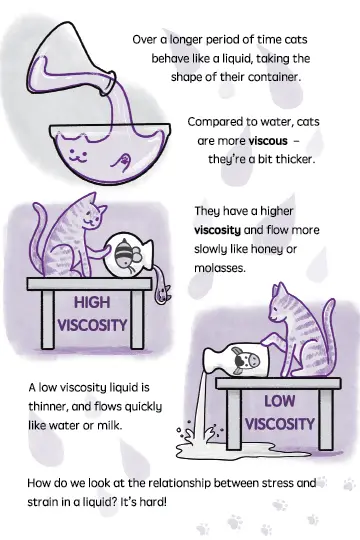 Over a longer period of time cats
behave like a liquid, taking the
shape of their container.
Compared to water, cats
are more viscous –
they're a bit thicker.
They have a higher
viscosity and flow more
slowly like honey or
molasses.
HIGH
VISCOSITY
LOW
VISCOSITY
A low viscosity liquid is
thinner, and flows quickly
like water or milk.
How do we look at the relationship between stress and
strain in a liquid? It's hard!